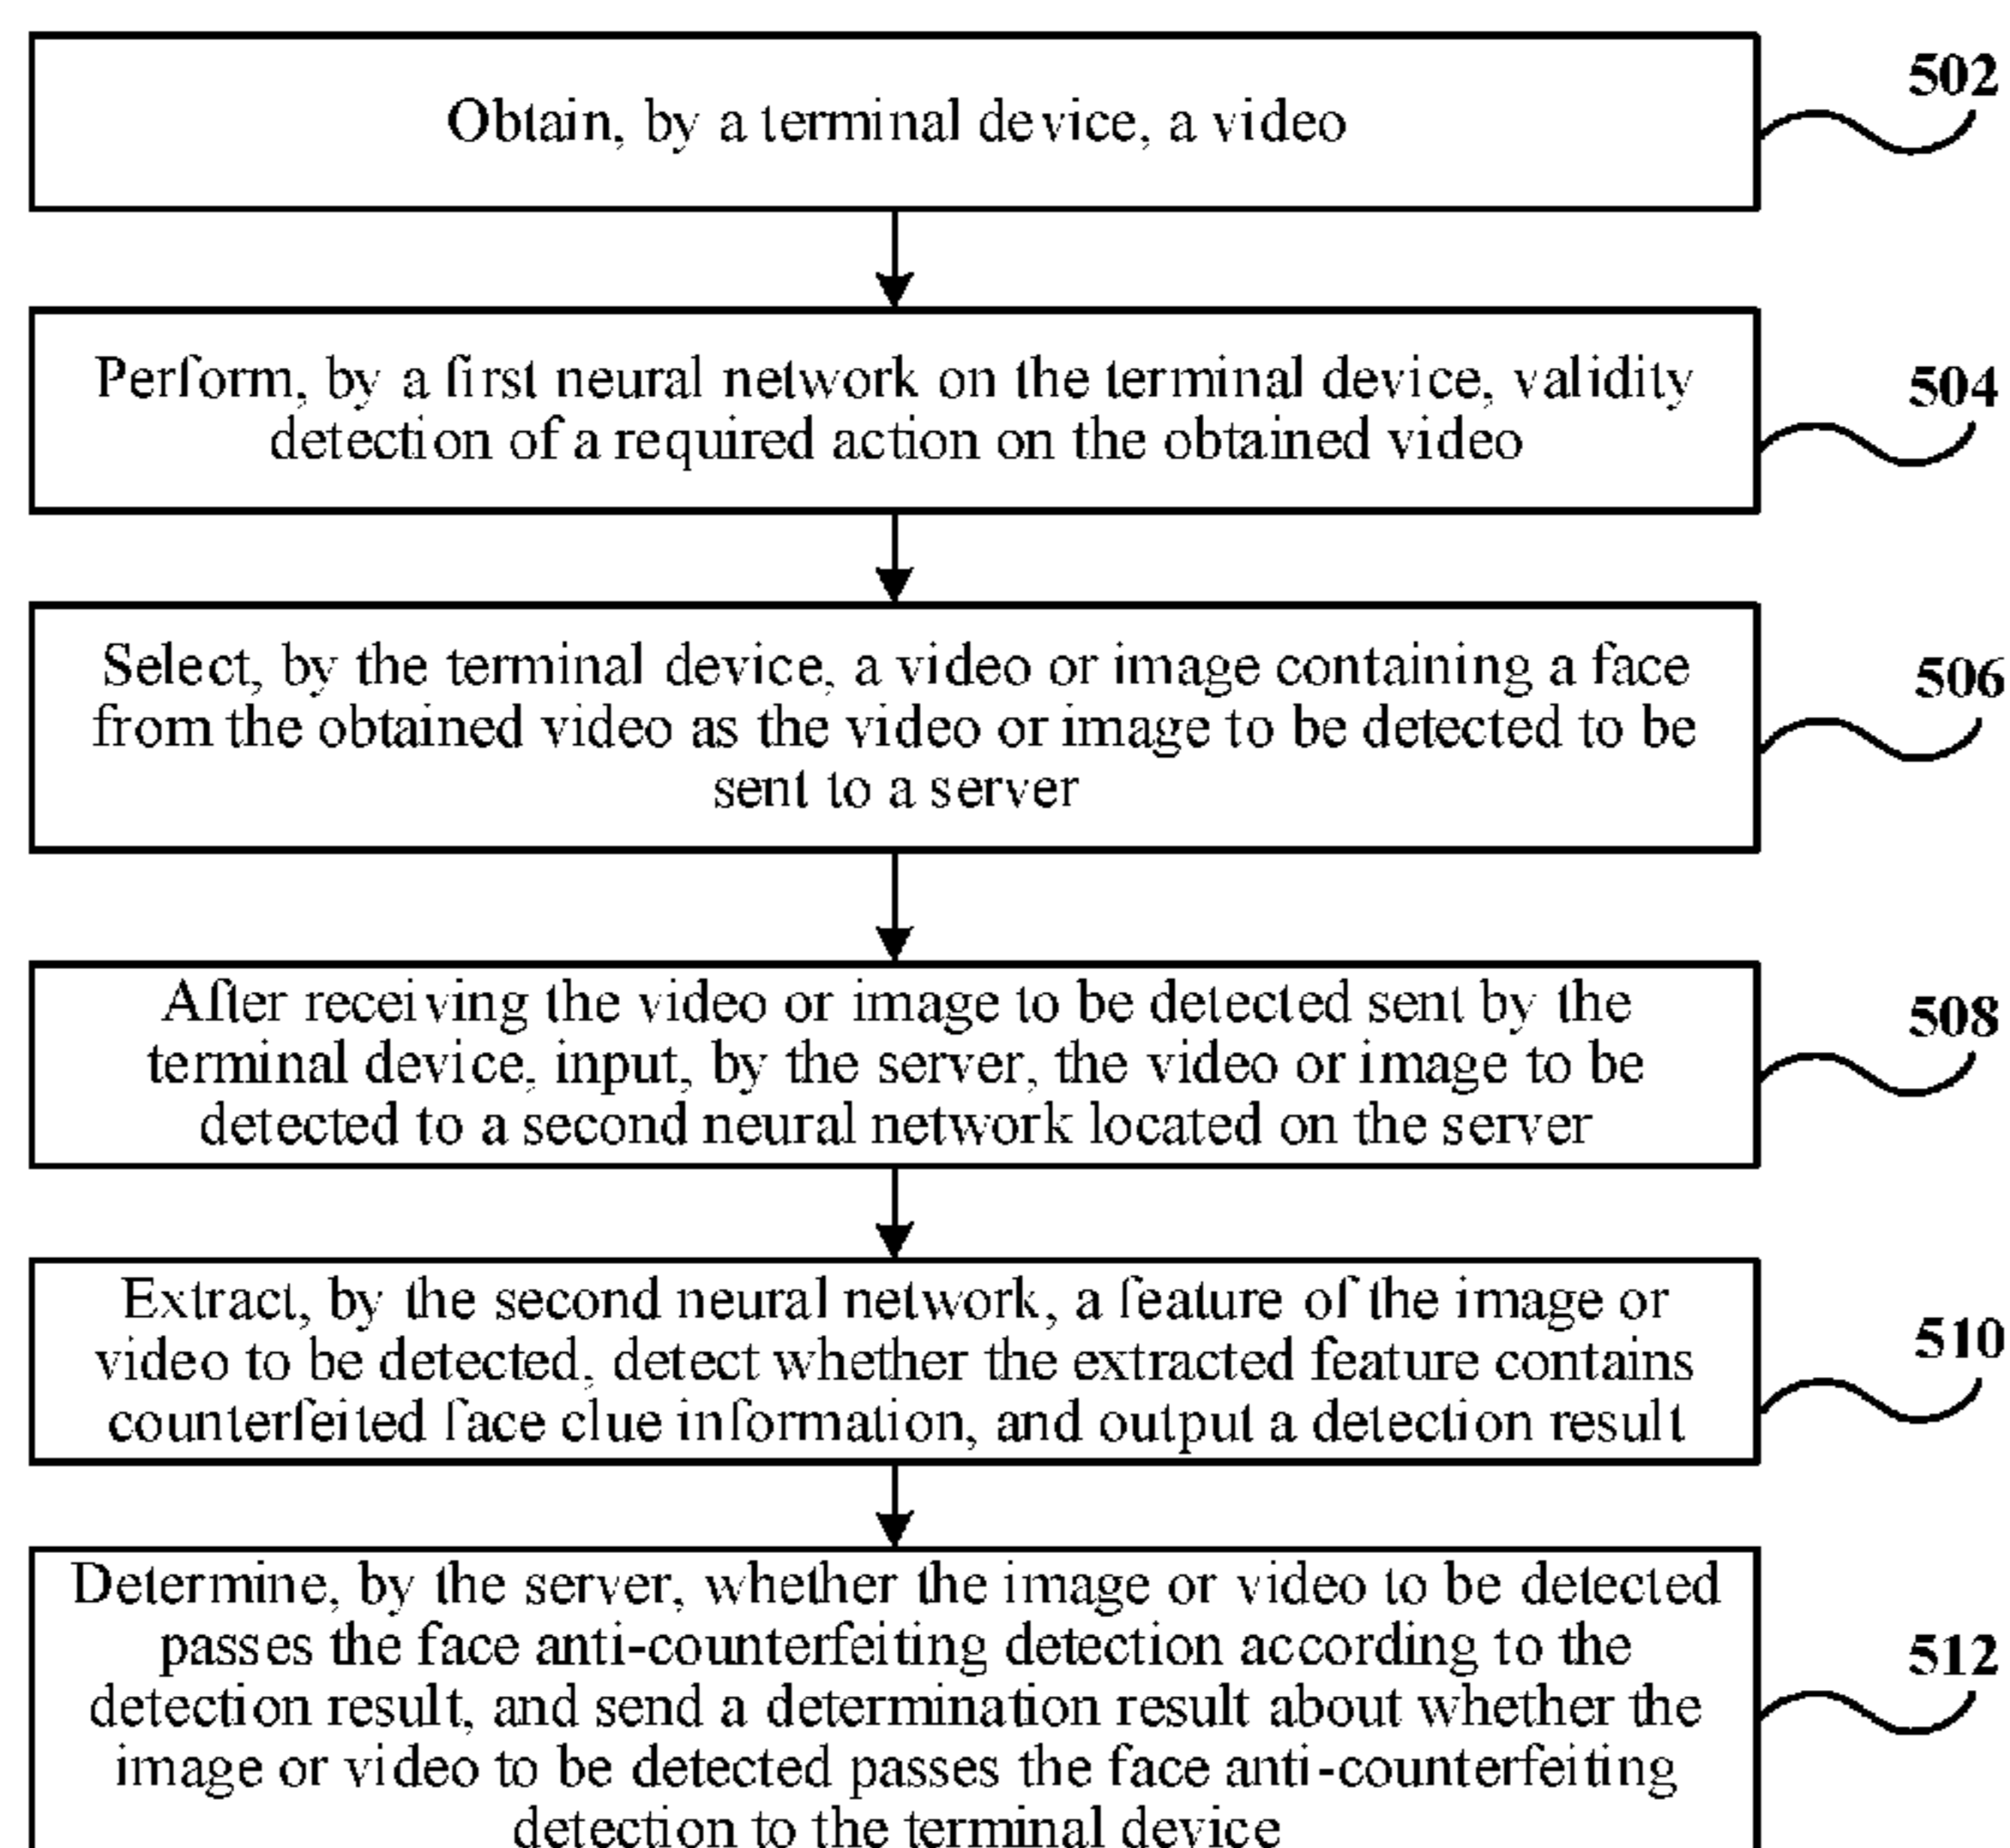 502
Obtain, by a terminal device, a video
504
Perform, by a first neural network on the terminal device, validity
detection of a required action on the obtained video
506
Select, by the terminal device, a video or image containing a face
from the obtained video as the video or image to be detected to be
sent to a server
508
After receiving the video or image to be detected sent by the
terminal device, input, by the server, the video or image to be
detected to a second neural network located on the server
510
Extract, by the second neural network, a feature of the image or
video to be detected, detect whether the extracted feature contains
counterfeited face clue information, and output a detection result
512
Determine, by the server, whether the image or video to be detected
passes the face anti-counterfeiting detection according to the
detection result, and send a determination result about whether the
image or video to be detected passes the face anti-counterfeiting
detection to the terminal device